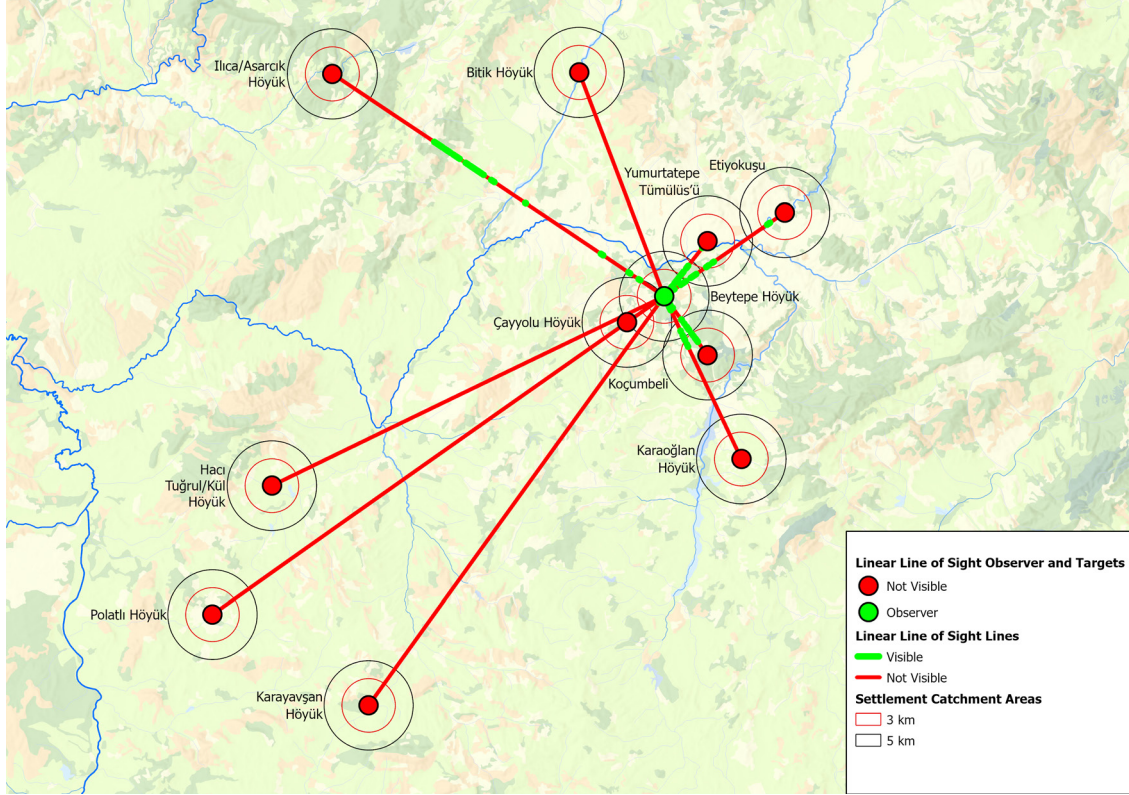 Ilıca/Asarcık
Höyük
Bitik Höyük
Yumurtatepe
Tümülüs'ü
Etiyokuşu
Beytepe Höyük
Çayyolu Höyük
Koçumbeli
Karaoğlan
Höyük
Hacı
Tuğrul/Kül
Höyük
Polatlı Höyük
Karayavşan
Höyük
Linear Line of Sight Observer and Targets
Not Visible
Observer
Linear Line of Sight Lines
Visible
Not Visible
Settlement Catchment Areas
3 km
5 km